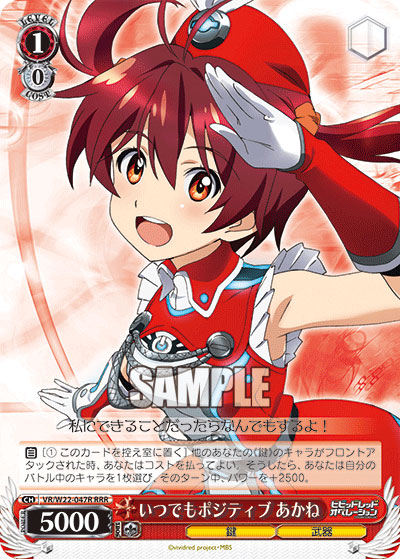 LEVEL
1
0
COST
SAMPLE
私にできることだったらなんでもするよ！
自 [① このカードを控え室に置く] 他のあなたの《鍵》のキャラがフロントア
タックされた時、あなたはコストを払ってよい。そうしたら、あなたは自分の
バトル中のキャラを1枚選び、そのターン中、パワーを+2500。
CH VR/W22-047R RRR
5000
いつでもポジティブ あかね
ビビッドレッド・オペレーション
鍵 武器
©vividred project・MBS